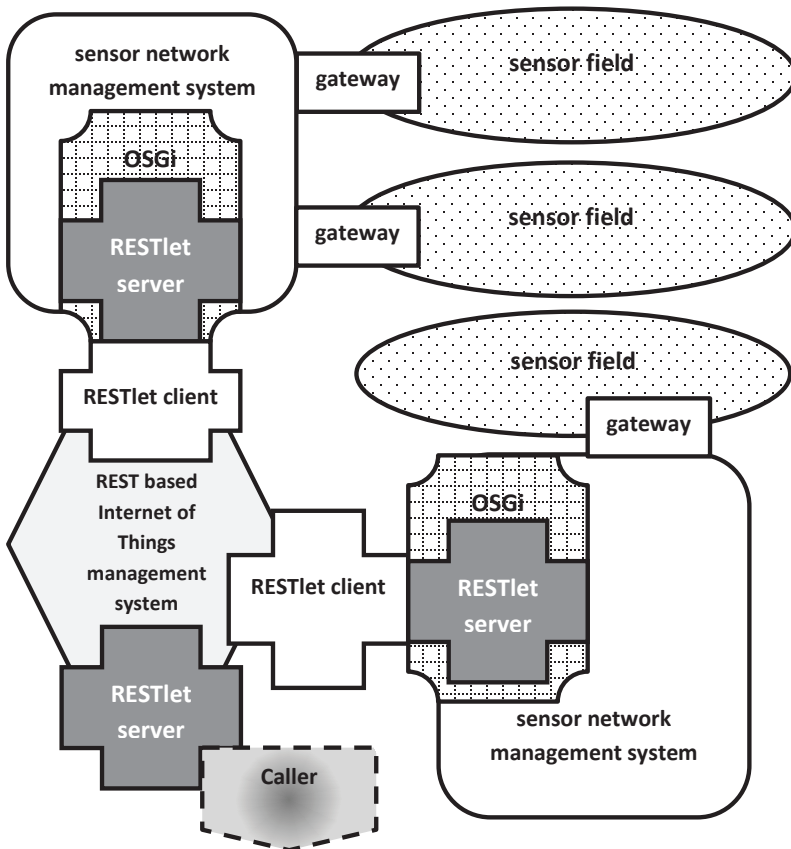 sensor network
management system
OSGi
RESTlet
server
gateway
sensor field
gateway
sensor field
sensor field
gateway
RESTlet client
REST based
Internet of
Things
management
system
RESTlet client
OSGi
RESTlet
server
sensor network
management system
RESTlet
server
Caller